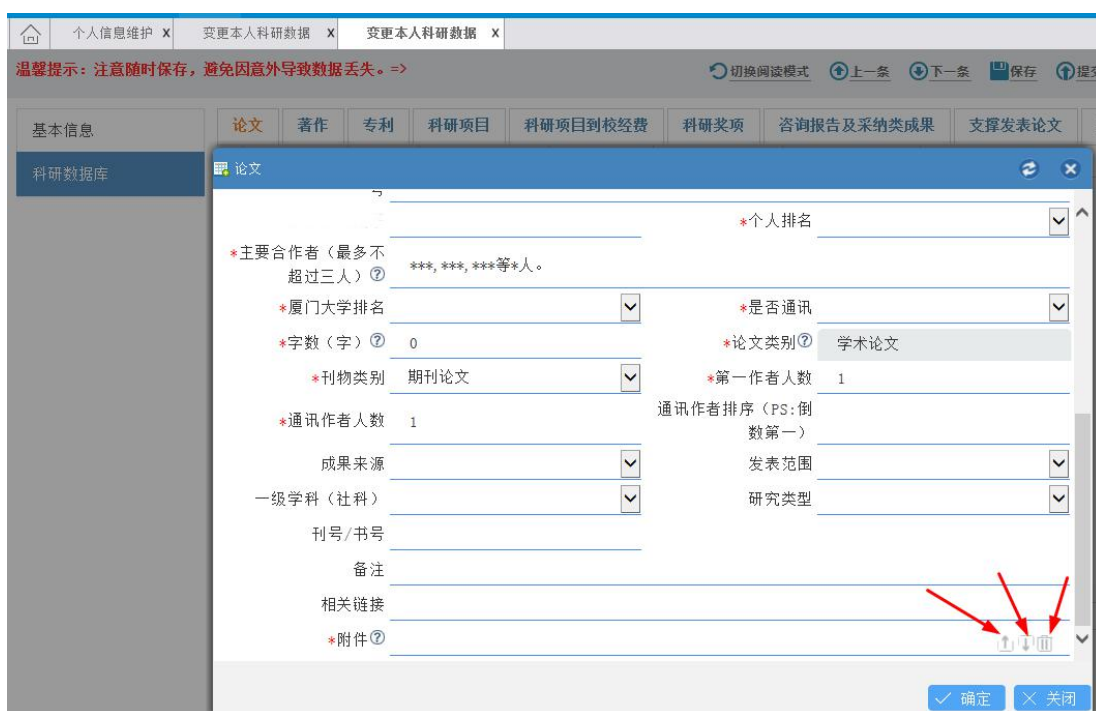 个人信息维护 x 变更本人科研数据 x 变更本人科研数据 x
温馨提示：注意随时保存，避免因意外导致数据丢失。=> 切换阅读模式 上一条 下一条 保存 提交
基本信息 论文 著作 专利 科研项目 科研项目到校经费 科研奖项 咨询报告及采纳类成果 支撑发表论文
科研数据库 论文
号
*个人排名
*主要合作者（最多不
超过三人） ***,***,***等*人。
*厦门大学排名 *是否通讯
*字数（字） 0 *论文类别 学术论文
*刊物类别 期刊论文 *第一作者人数 1
*通讯作者人数 1 通讯作者排序（PS:倒
数第一）
成果来源 发表范围
一级学科（社科） 研究类型
刊号/书号
备注
相关链接
*附件
确定 关闭